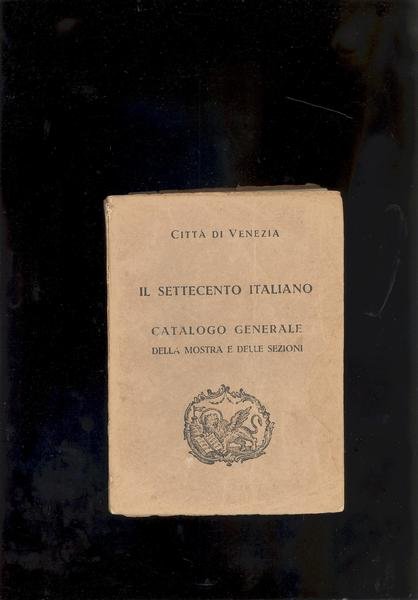 CITTÀ DI VENEZIA
IL SETTECENTO ITALIANO
CATALOGO GENERALE
DELLA MOSTRA E DELLE SEZIONI